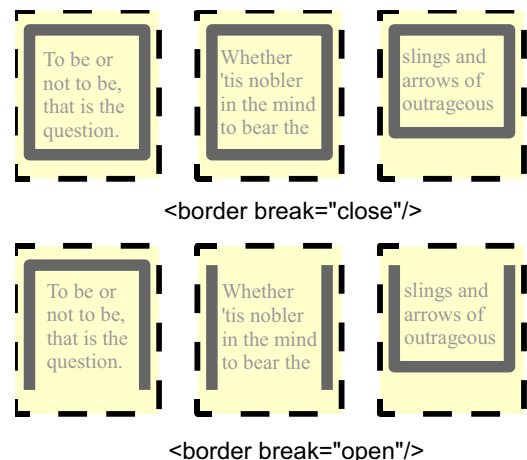 To be or
not to be,
that is the
question.
Whether
'tis nobler
in the mind
to bear the
slings and
arrows of
outrageous
<border break="close"/>
To be or
not to be,
that is the
question.
Whether
'tis nobler
in the mind
to bear the
slings and
arrows of
outrageous
<border break="open"/>